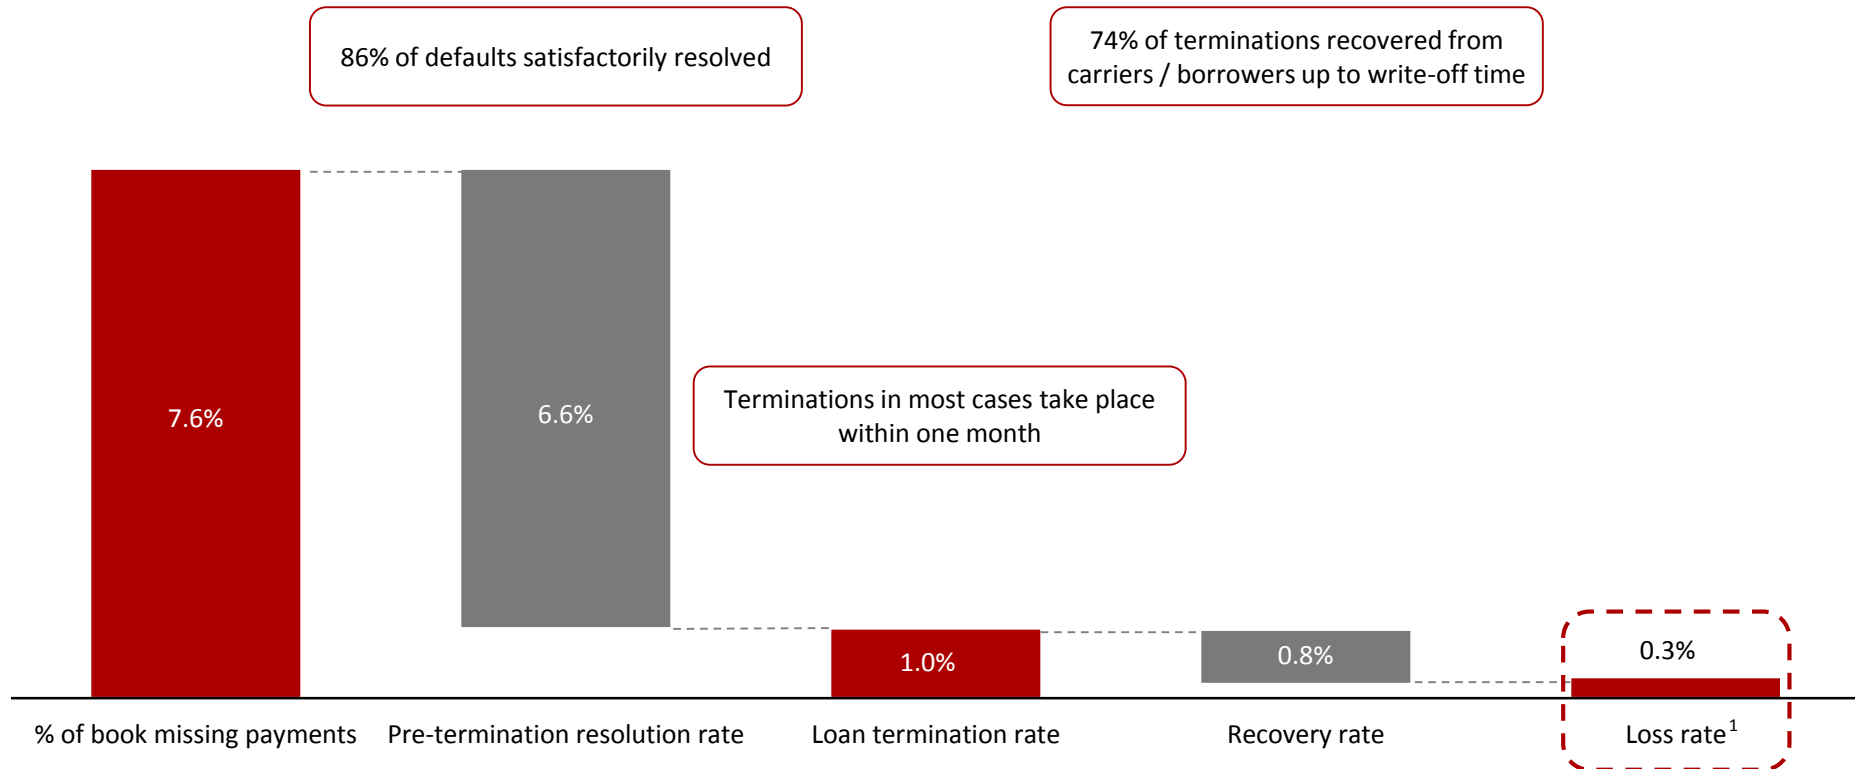 86% of defaults satisfactorily resolved
74% of terminations recovered from
carriers / borrowers up to write-off time
7.6%
6.6%
Terminations in most cases take place
within one month
1.0%
0.8%
0.3%
% of book missing payments
Pre-termination resolution rate
Loan termination rate
Recovery rate
Loss rate¹